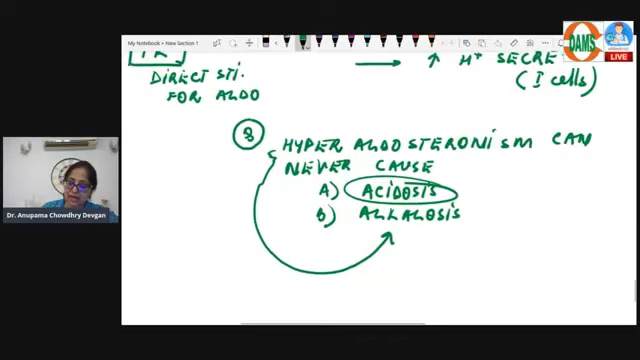 My Notebook > New Section 1
DAMS
LIVE
DIRECT STI.
FOR ALDO
↑ H+ SECRE
(I cells)
8
HYPER ALDOSTERONISM CAN
NEVER CAUSE
A) ACIDOSIS
B) ALKALOSIS
Dr. Anupama Chowdhry Devgan